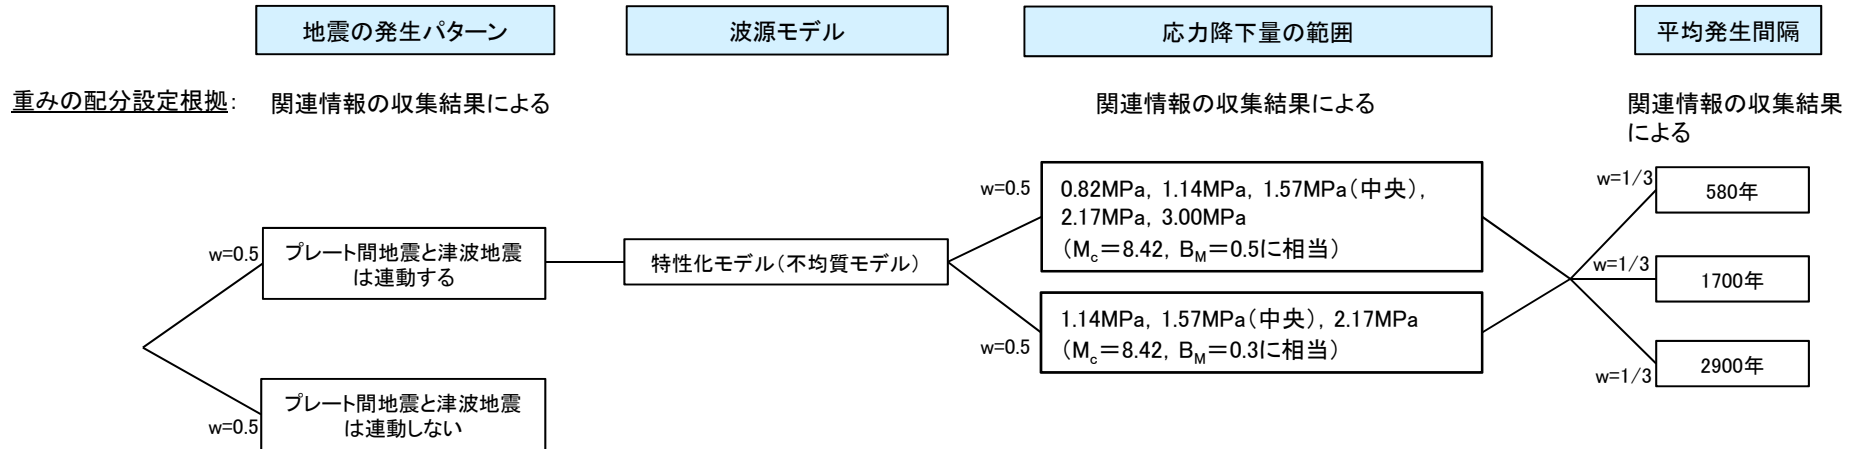 地震の発生パターン
波源モデル
応力降下量の範囲
平均発生間隔
重みの配分設定根拠:
関連情報の収集結果による
関連情報の収集結果による
関連情報の収集結果
による
w=0.5
プレート間地震と津波地震
は連動する
特性化モデル(不均質モデル)
w=0.5
0.82MPa, 1.14MPa, 1.57MPa(中央),
2.17MPa, 3.00MPa
(Mc=8.42, BM=0.5に相当)
w=0.5
1.14MPa, 1.57MPa(中央), 2.17MPa
(Mc=8.42, BM=0.3に相当)
w=1/3
580年
w=1/3
1700年
w=1/3
2900年
w=0.5
プレート間地震と津波地震
は連動しない